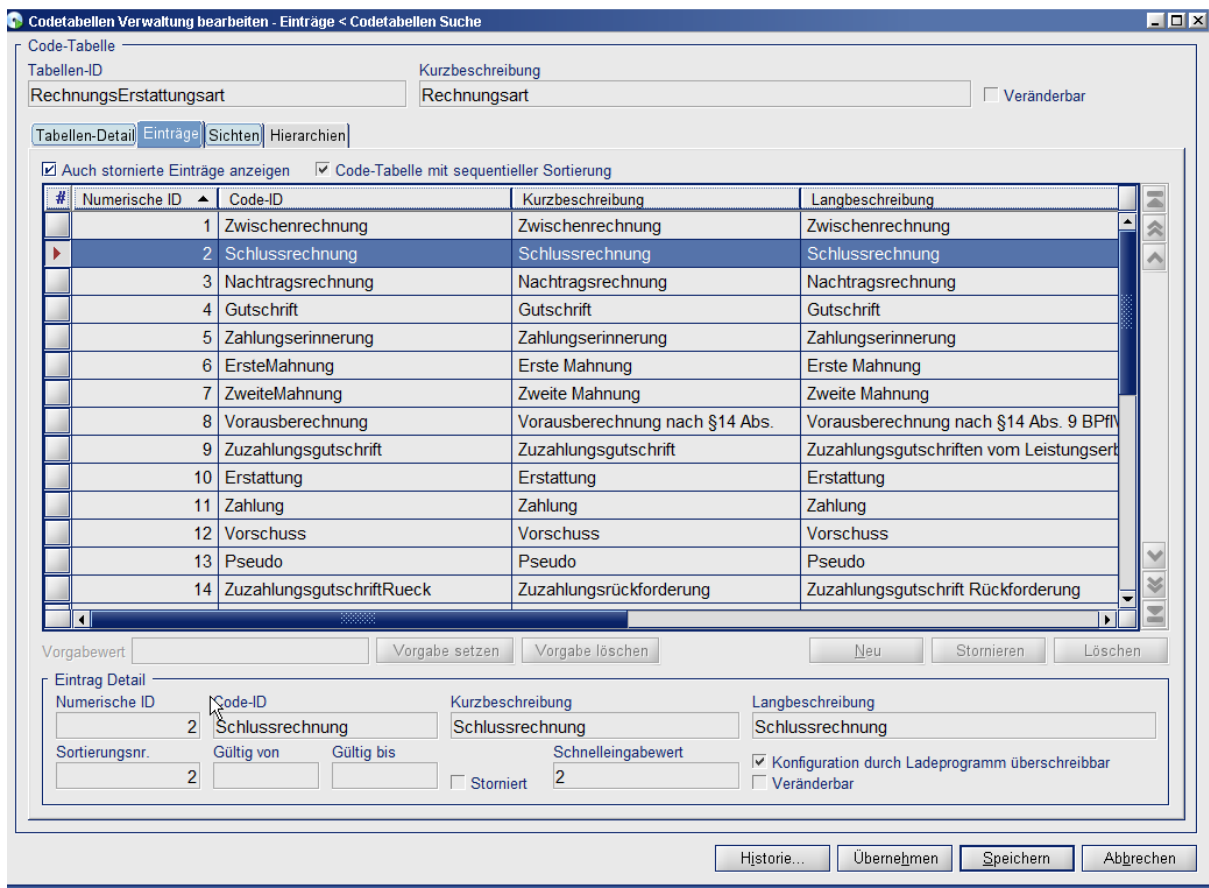 Codetabellen Verwaltung bearbeiten - Einträge < Codetabellen Suche
Code-Tabelle
Tabellen-ID Kurzbeschreibung
RechnungsErstattungsart Rechnungsart Veränderbar
Tabellen-Detail Einträge Sichten Hierarchien
Auch stornierte Einträge anzeigen Code-Tabelle mit sequentieller Sortierung
# Numerische ID Code-ID Kurzbeschreibung Langbeschreibung
1 Zwischenrechnung Zwischenrechnung Zwischenrechnung
2 Schlussrechnung Schlussrechnung Schlussrechnung
3 Nachtragsrechnung Nachtragsrechnung Nachtragsrechnung
4 Gutschrift Gutschrift Gutschrift
5 Zahlungserinnerung Zahlungserinnerung Zahlungserinnerung
6 ErsteMahnung Erste Mahnung Erste Mahnung
7 ZweiteMahnung Zweite Mahnung Zweite Mahnung
8 Vorausberechnung Vorausberechnung nach §14 Abs. Vorausberechnung nach §14 Abs. 9 BPflV
9 Zuzahlungsgutschrift Zuzahlungsgutschrift Zuzahlungsgutschriften vom Leistungserb
10 Erstattung Erstattung Erstattung
11 Zahlung Zahlung Zahlung
12 Vorschuss Vorschuss Vorschuss
13 Pseudo Pseudo Pseudo
14 ZuzahlungsgutschriftRueck Zuzahlungsrückforderung Zuzahlungsgutschrift Rückforderung
Vorgabewert Vorgabe setzen Vorgabe löschen Neu Stornieren Löschen
Eintrag Detail
Numerische ID Code-ID Kurzbeschreibung Langbeschreibung
2 Schlussrechnung Schlussrechnung Schlussrechnung
Sortierungsnr. Gültig von Gültig bis Schnelleingabewert Konfiguration durch Ladeprogramm überschreibbar
2 Storniert 2 Veränderbar
Historie... Übernehmen Speichern Abbrechen